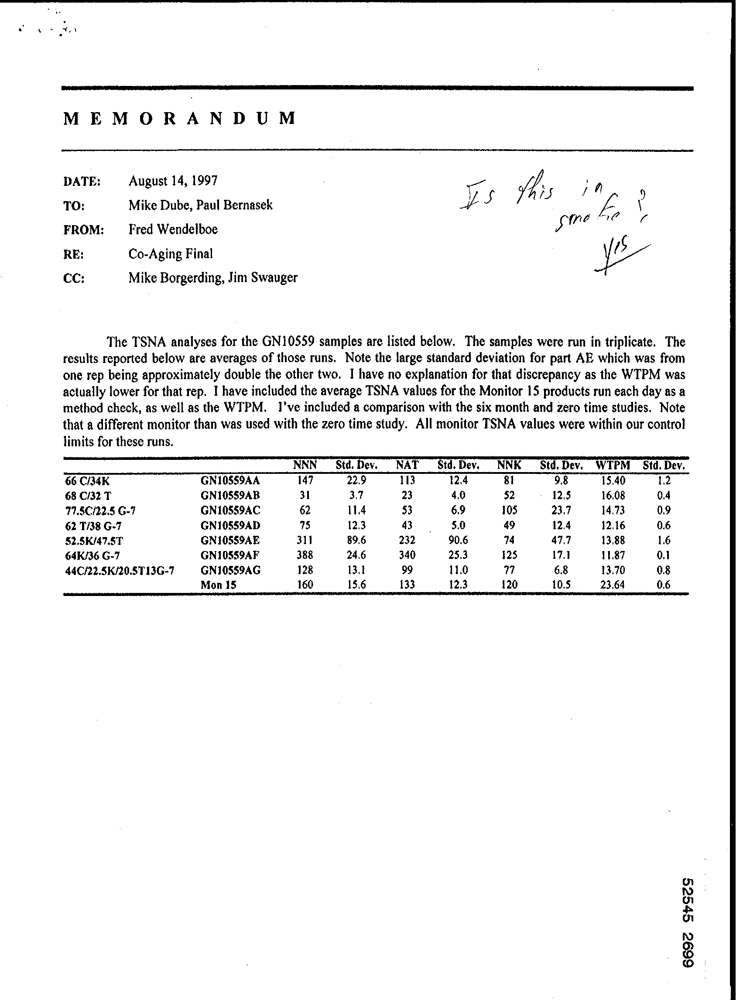 M E M O R A N D U M
DATE: August 14, 1997
TO: Mike Dube, Paul Bernasek
FROM: Fred Wendelboe
RE: Co-Aging Final
CC: Mike Borgerding, Jim Swauger
Is this in
smoke?
yes
The TSNA analyses for the GN10559 samples are listed below. The samples were run in triplicate. The
results reported below are averages of those runs. Note the large standard deviation for part AE which was from
one rep being approximately double the other two. I have no explanation for that discrepancy as the WTPM was
actually lower for that rep. I have included the average TSNA values for the Monitor 15 products run each day as a
method check, as well as the WTPM. I've included a comparison with the six month and zero time studies. Note
that a different monitor than was used with the zero time study. All monitor TSNA values were within our control
limits for these runs.
NNN Std. Dev. NAT Std. Dev. NNK Std. Dev. WTPM Std. Dev.
66 C/34K GN10559AA 147 22.9 113 12.4 81 9.8 15.40 1.2
68 C/32 T GN10559AB 31 3.7 23 4.0 52 12.5 16.08 0.4
77.5C/22.5 G-7 GN10559AC 62 11.4 53 6.9 105 23.7 14.73 0.9
62 T/38 G-7 GN10559AD 75 12.3 43 5.0 49 12.4 12.16 0.6
52.5K/47.5T GN10559AE 311 89.6 232 90.6 74 47.7 13.88 1.6
64K/36 G-7 GN10559AF 388 24.6 340 25.3 125 17.1 11.87 0.1
44C/22.5K/20.5T13G-7 GN10559AG 128 13.1 99 11.0 77 6.8 13.70 0.8
Mon 15 160 15.6 133 12.3 120 10.5 23.64 0.6
52545 2699